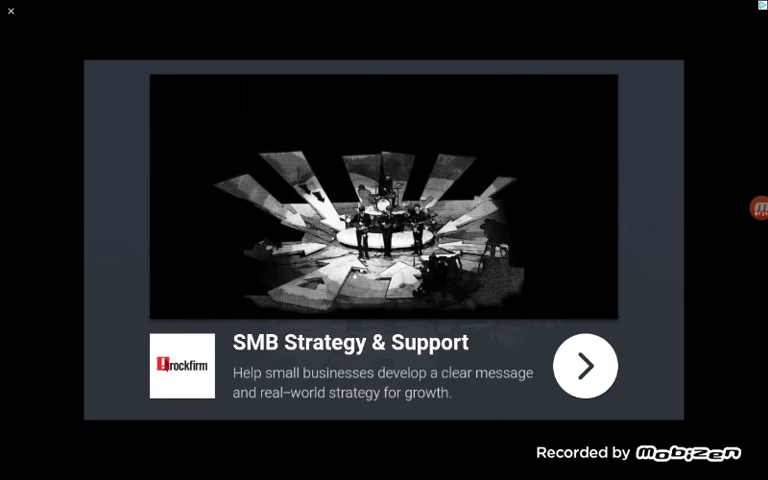 SMB Strategy & Support
rockfirm
Help small businesses develop a clear message
and real-world strategy for growth.
Recorded by mobizen